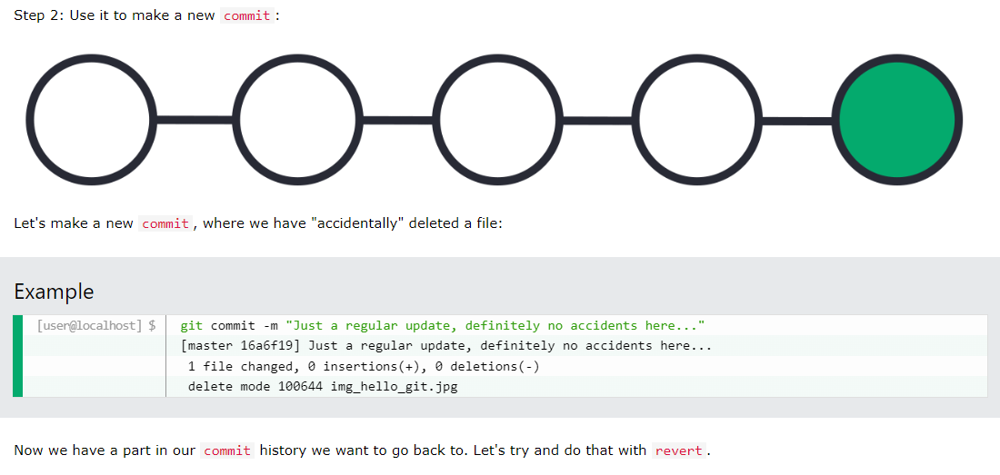 Step 2: Use it to make a new commit:
Let's make a new commit, where we have "accidentally" deleted a file:
Example
[user@localhost] $ git commit -m "Just a regular update, definitely no accidents here..."
[master 16a6f19] Just a regular update, definitely no accidents here...
1 file changed, 0 insertions(+), 0 deletions(-)
delete mode 100644 img_hello_git.jpg
Now we have a part in our commit history we want to go back to. Let's try and do that with revert.